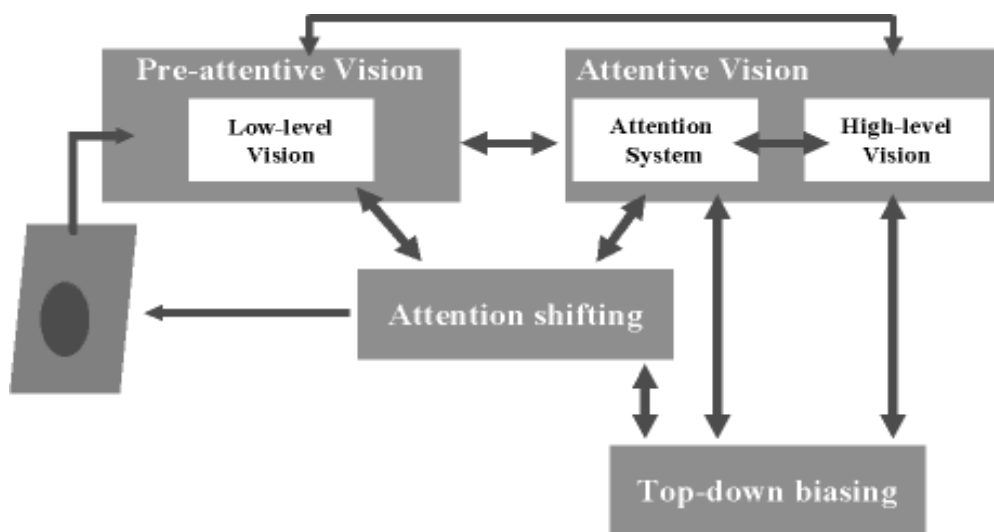 Pre-attentive Vision
Low-level
Vision
Attentive Vision
Attention
System
High-level
Vision
Attention shifting
Top-down biasing